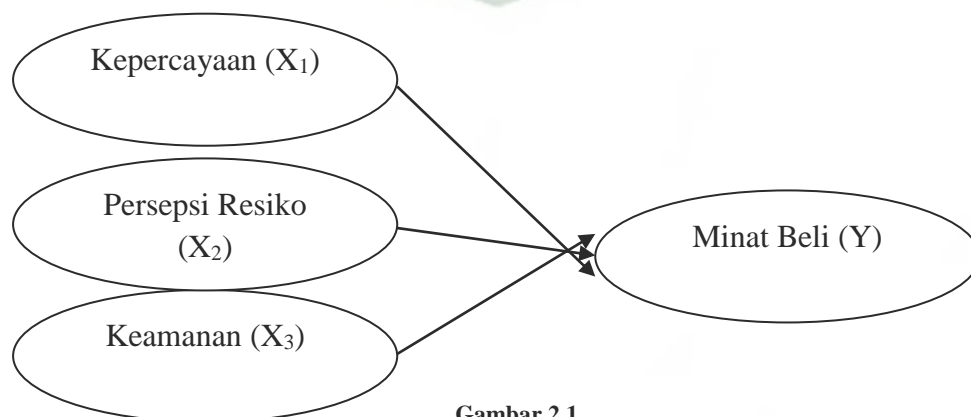 Kepercayaan (X₁)
Persepsi Resiko
(X₂)
Minat Beli (Y)
Keamanan (X₃)
Gambar 2.1